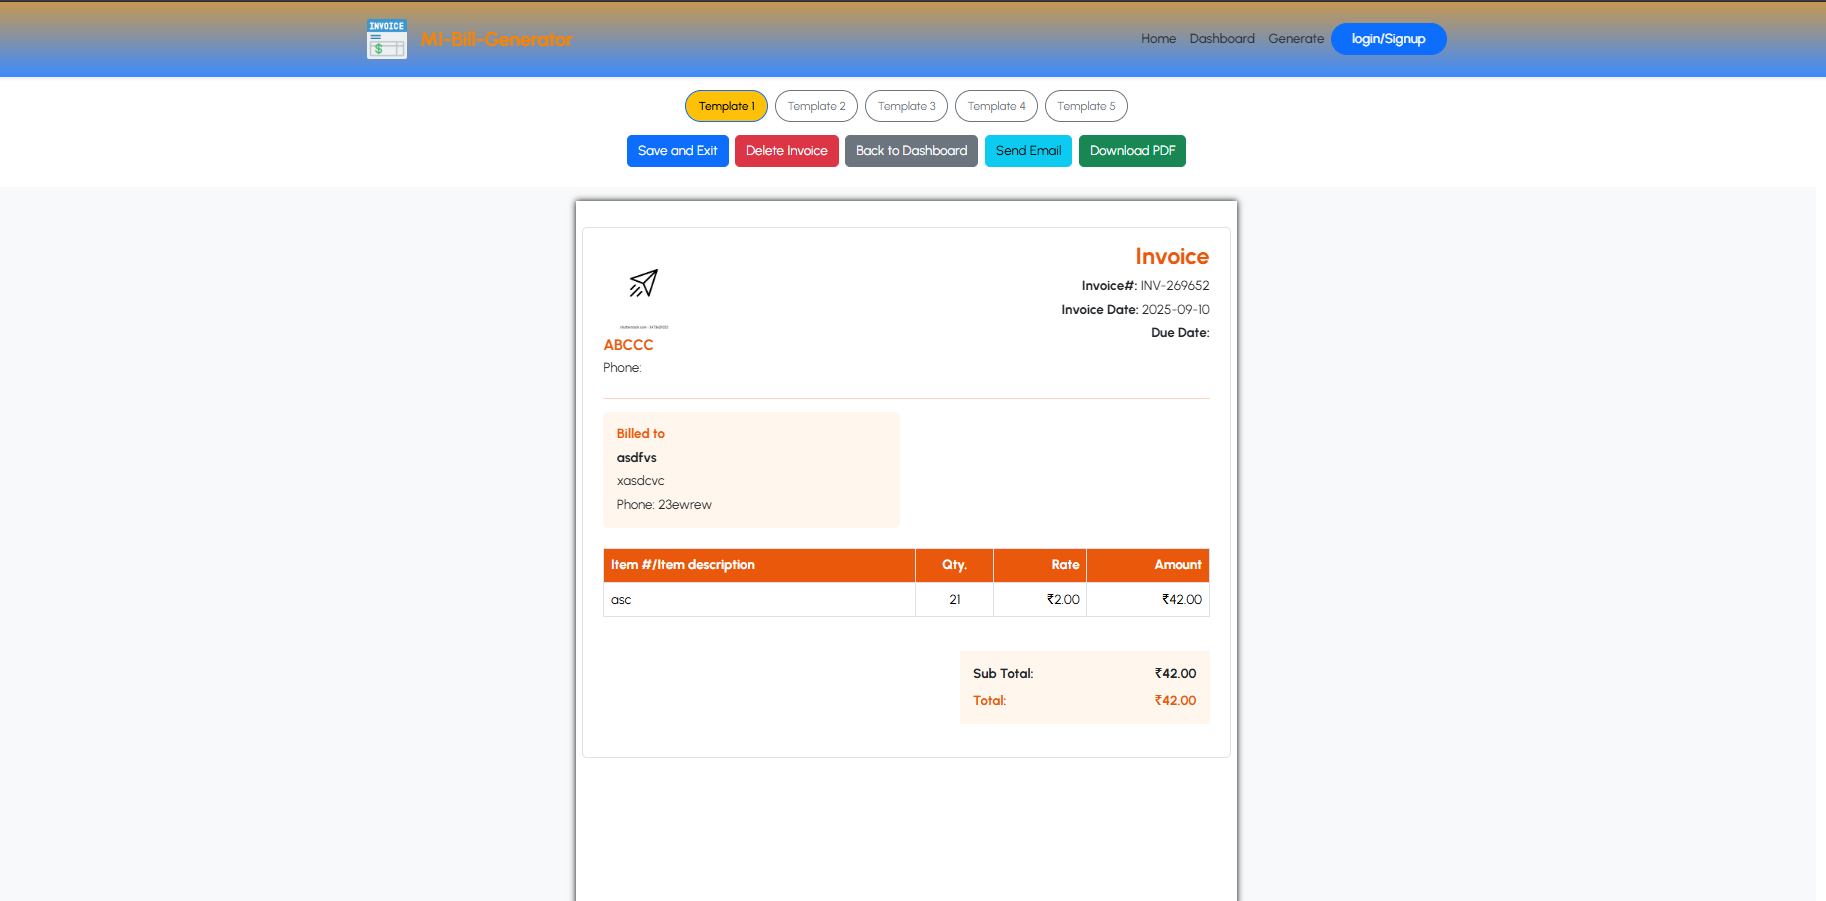 INVOICE
$
Mi-Bill-Generator
Home Dashboard Generate login/Signup
Template 1 Template 2 Template 3 Template 4 Template 5
Save and Exit Delete Invoice Back to Dashboard Send Email Download PDF
Invoice
Invoice#: INV-269652
Invoice Date: 2025-09-10
Due Date:
ABCCC
Phone:
Billed to
asdfvs
xasdcvc
Phone: 23ewrew
Item #/Item description Qty. Rate Amount
asc 21 ₹2.00 ₹42.00
Sub Total: ₹42.00
Total: ₹42.00